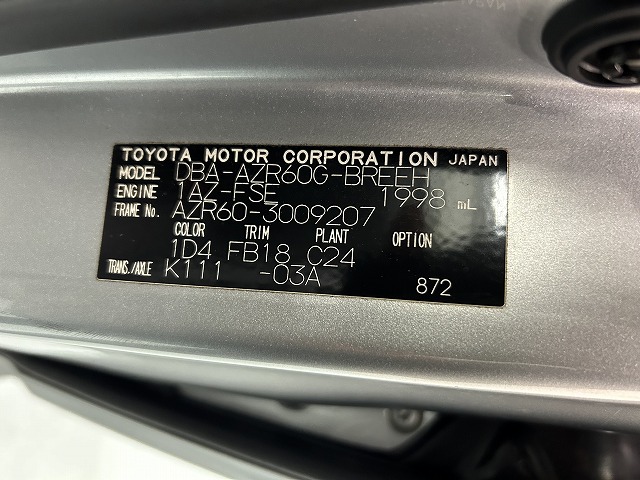 TOYOTA MOTOR CORPORATION JAPAN
MODEL DBA-AZR60G-BREEH
ENGINE 1AZ-FSE 1998 mL
FRAME No. AZR60-3009207
COLOR TRIM PLANT OPTION
1D4 FB18 C24
TRANS./AXLE K111 -03A
872